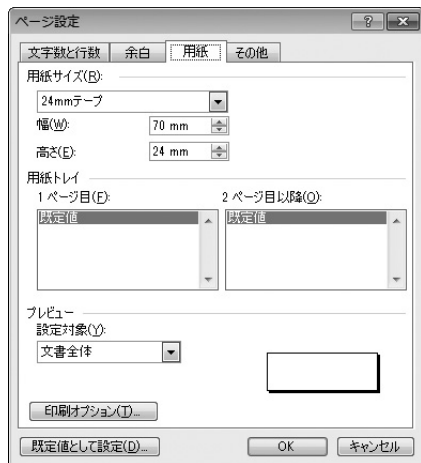 ページ設定
文字数と行数 余白 用紙 その他
用紙サイズ(R):
24mmテープ
幅(W): 70 mm
高さ(E): 24 mm
用紙トレイ
1 ページ目(F): 2 ページ目以降(O):
既定値 既定値
プレビュー
設定対象(Y):
文書全体
印刷オプション(T)...
既定値として設定(D)... OK キャンセル